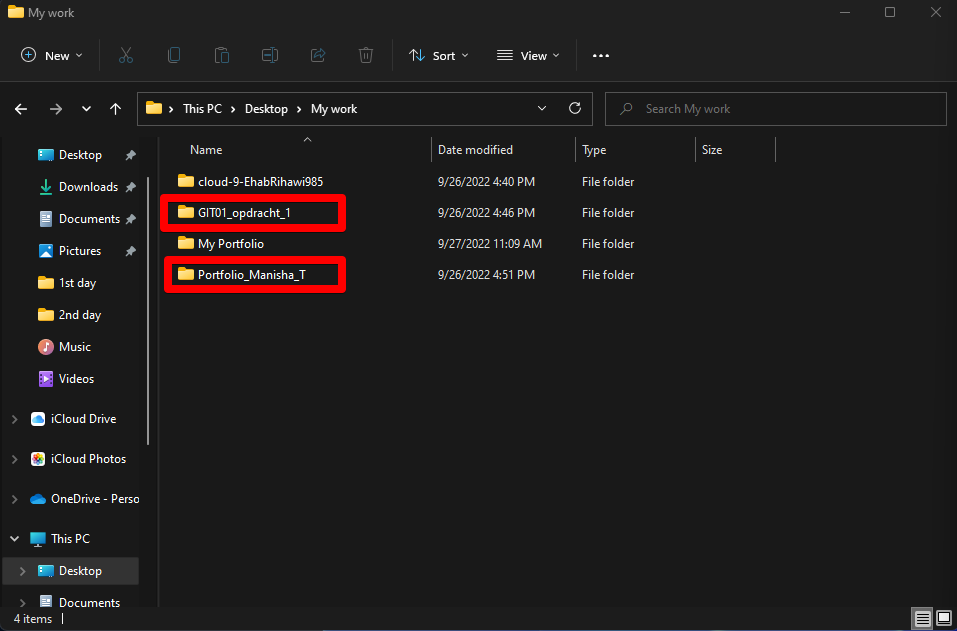 My work
New Sort View
This PC Desktop My work Search My work
Name Date modified Type Size
Desktop
Downloads
Documents
Pictures
1st day
2nd day
Music
Videos
iCloud Drive
iCloud Photos
OneDrive - Perso
This PC
Desktop
Documents
cloud-9-EhabRihawi985 9/26/2022 4:40 PM File folder
GIT01_opdracht_1 9/26/2022 4:46 PM File folder
My Portfolio 9/27/2022 11:09 AM File folder
Portfolio_Manisha_T 9/26/2022 4:51 PM File folder
4 items